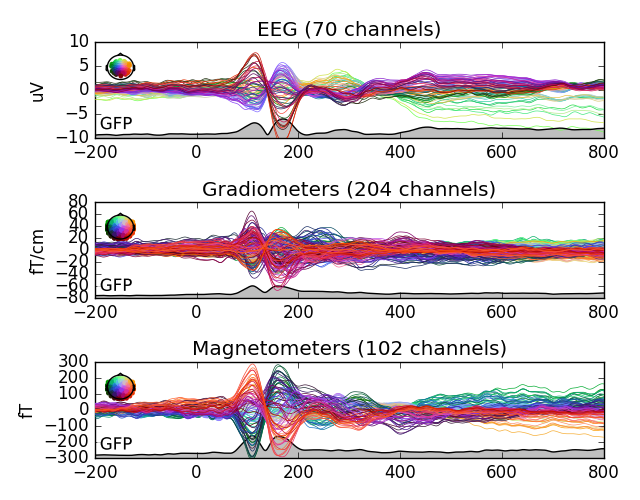 EEG (70 channels)
10
5
0
−5
−10
uV
GFP
−200 0 200 400 600 800
Gradiometers (204 channels)
80
60
40
20
0
−20
−40
−60
−80
fT/cm
GFP
−200 0 200 400 600 800
Magnetometers (102 channels)
300
200
100
0
−100
−200
−300
fT
GFP
−200 0 200 400 600 800